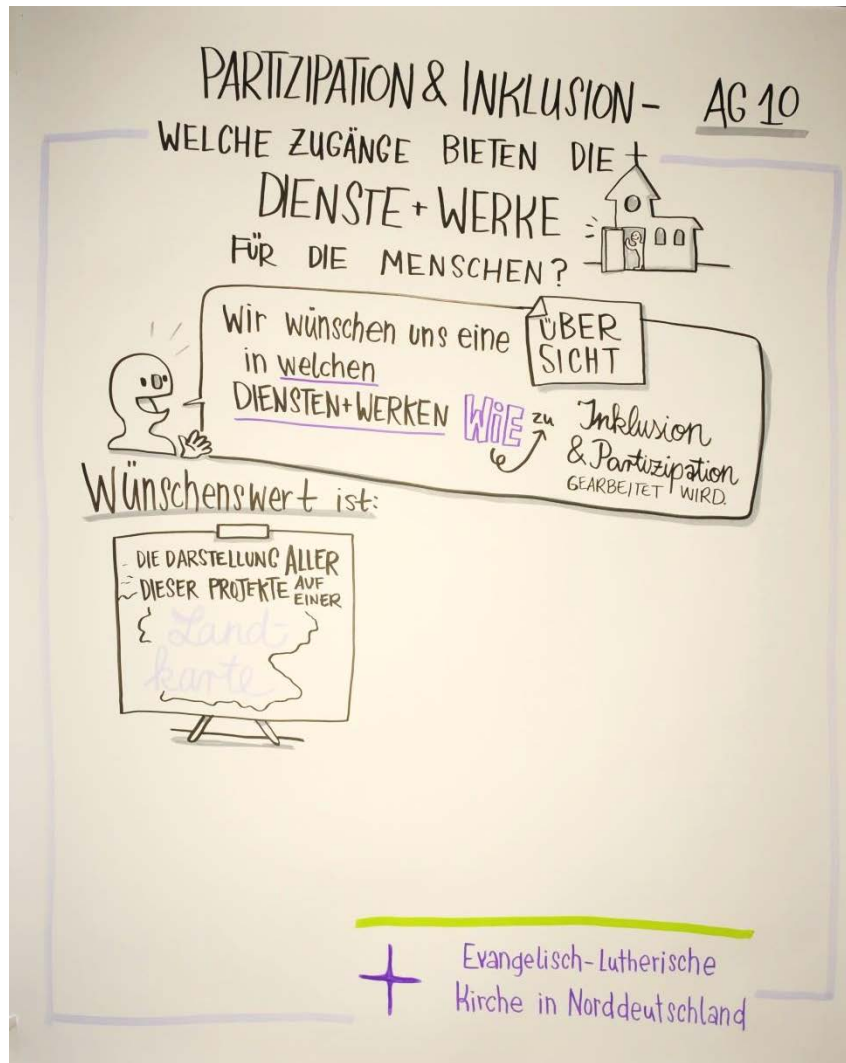 PARTIZIPATION & INKLUSION - AG 10
WELCHE ZUGÄNGE BIETEN DIE
DIENSTE + WERKE
FÜR DIE MENSCHEN?
Wir wünschen uns eine ÜBER
SICHT
in welchen
DIENSTEN + WERKEN WiE zu Inklusion
& Partizipation
GEARBEITET WIRD.
Wünschenswert ist:
DIE DARSTELLUNG ALLER
DIESER PROJEKTE AUF
EINER
Land-
karte
Evangelisch-Lutherische
Kirche in Norddeutschland